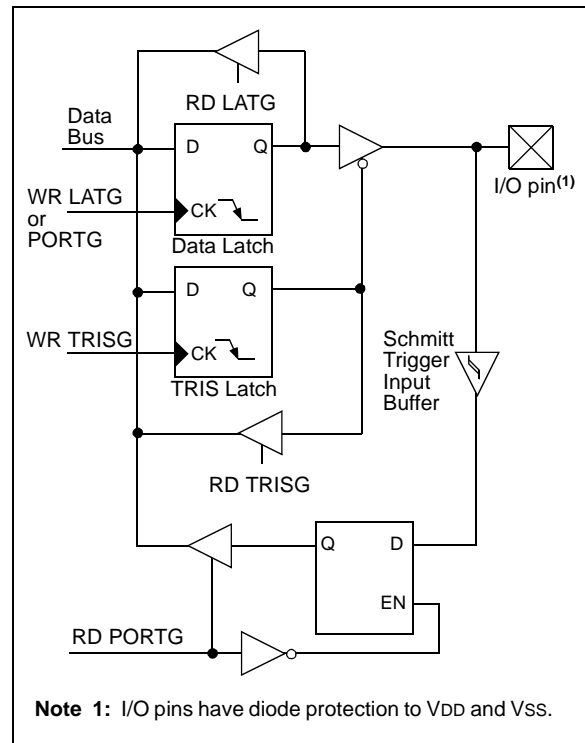 RD LATG
Data
Bus
D Q
WR LATG
or
PORTG
CK
Data Latch
I/O pin(1)
D Q
WR TRISG
CK
TRIS Latch
Schmitt
Trigger
Input
Buffer
RD TRISG
Q D
EN
RD PORTG
Note 1: I/O pins have diode protection to VDD and VSS.